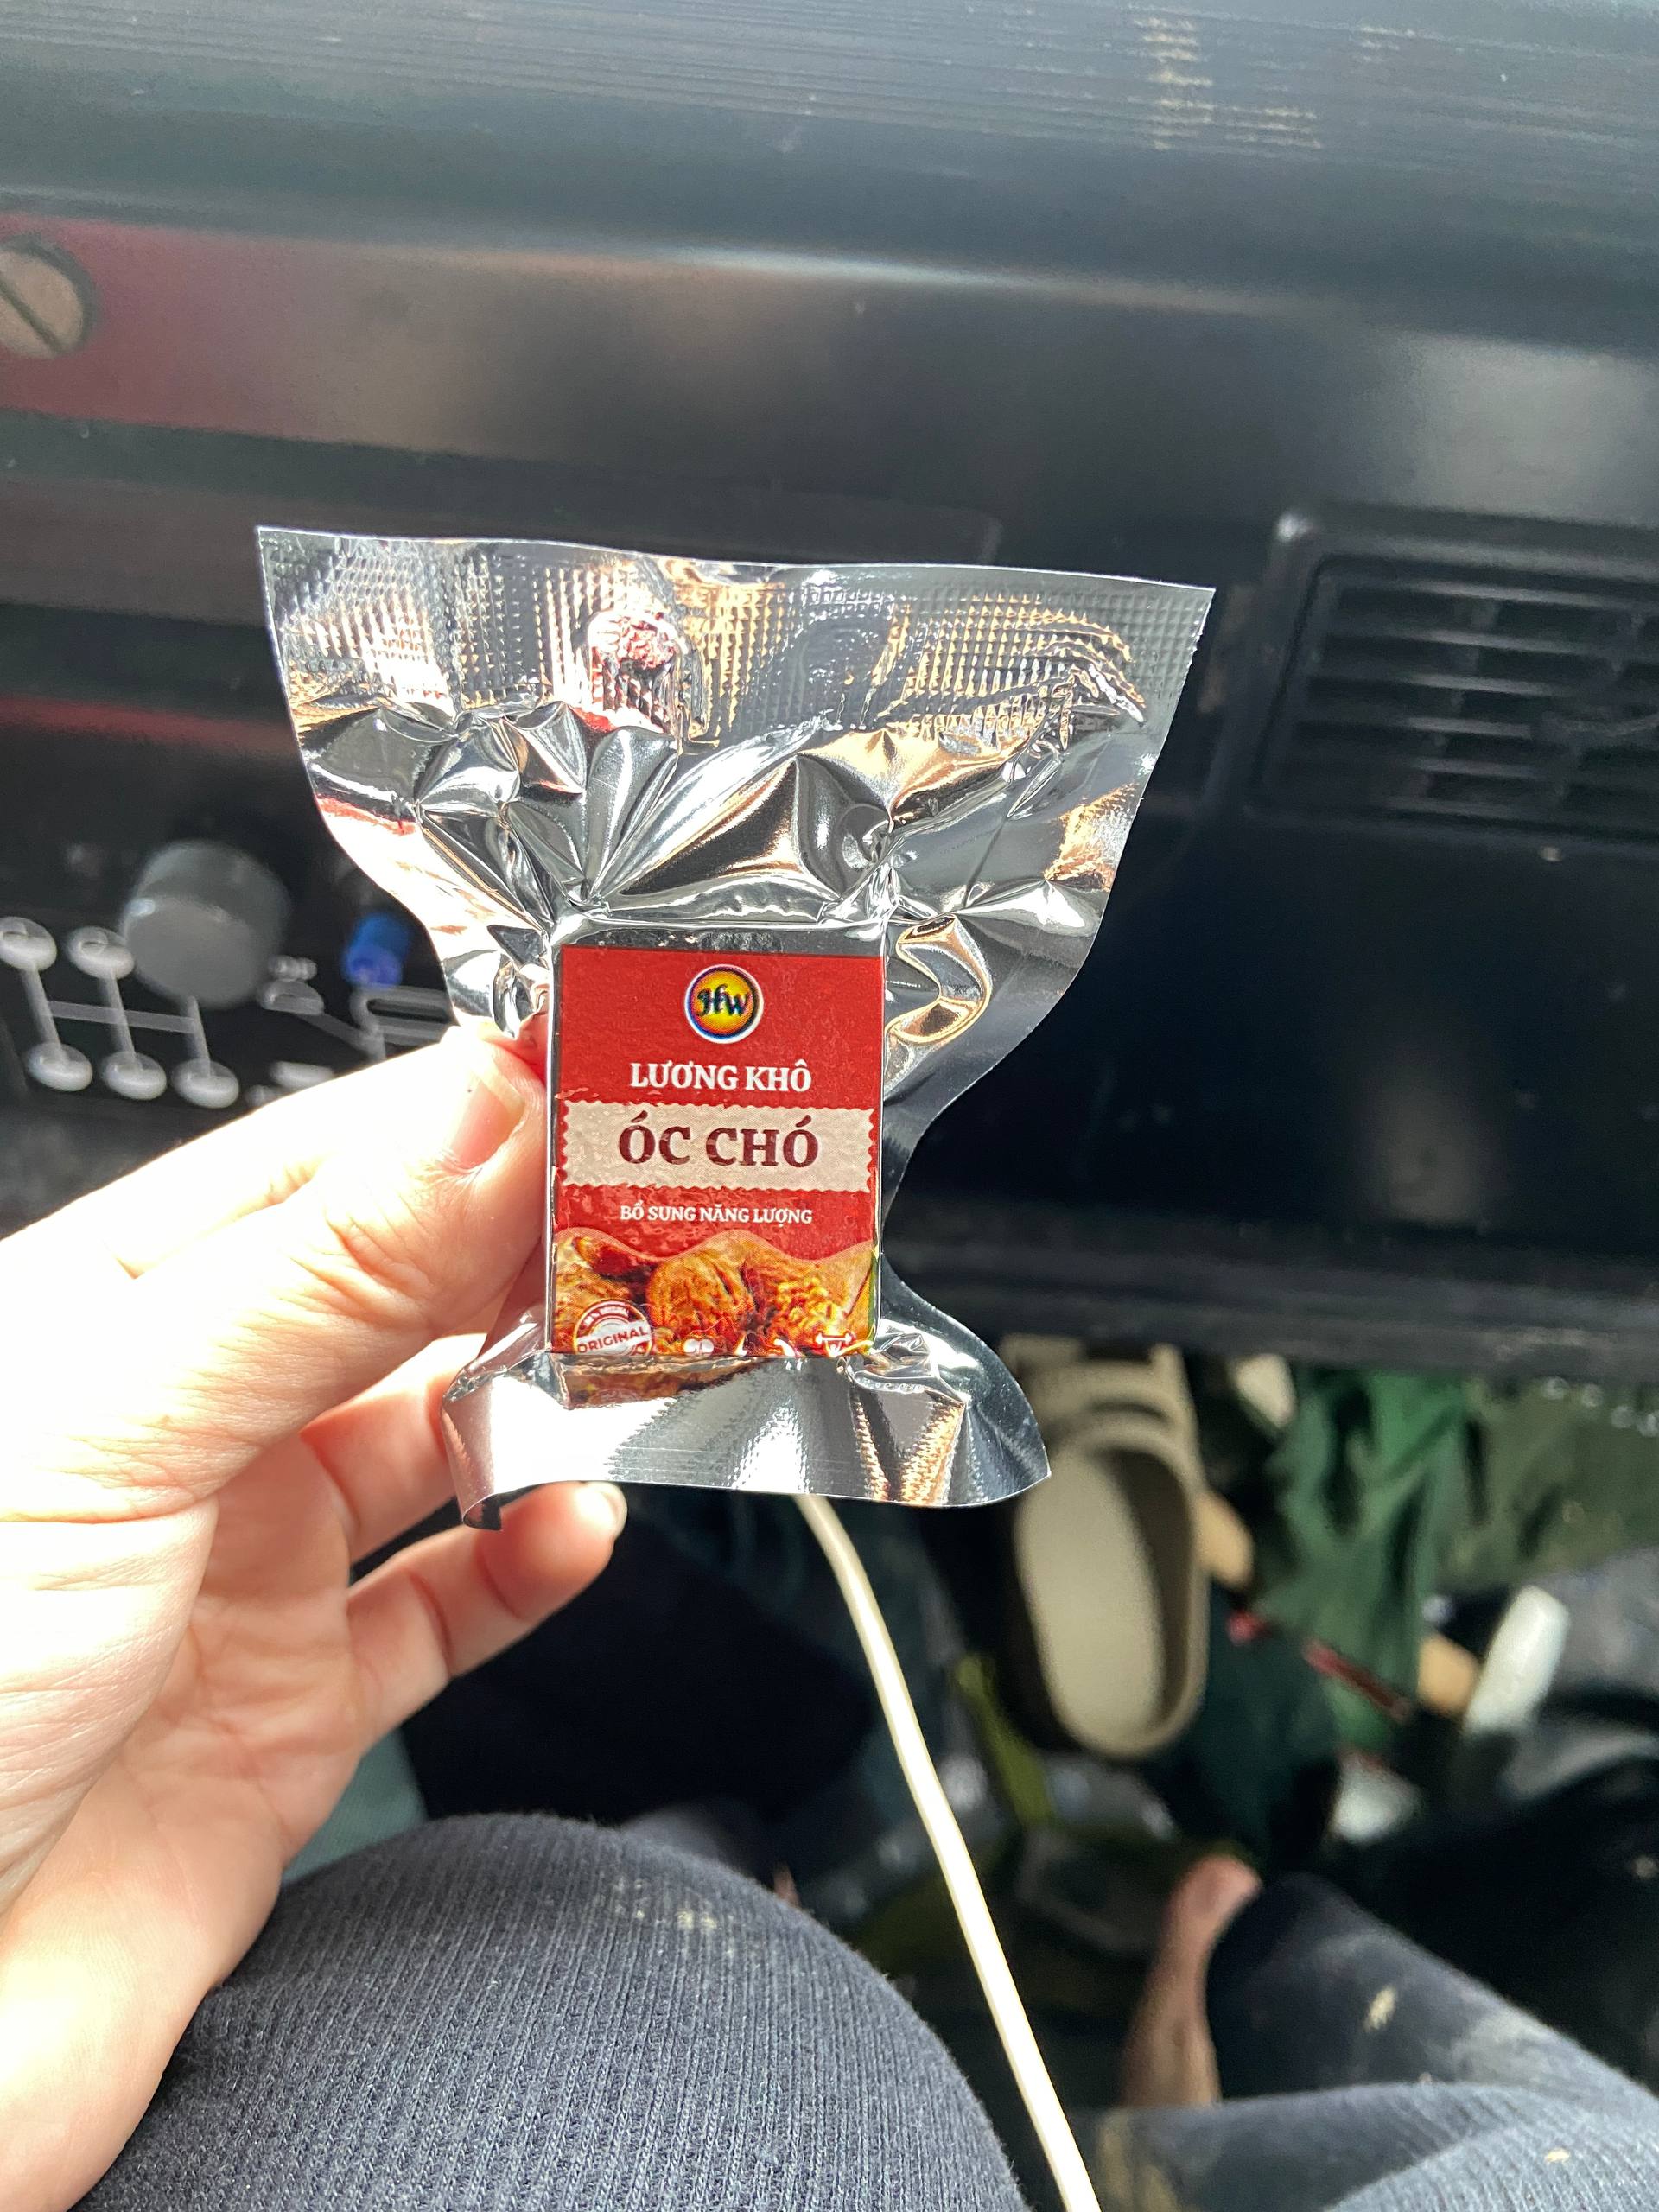 HW
LƯƠNG KHÔ
ÓC CHÓ
BỔ SUNG NĂNG LƯỢNG
ORIGINAL